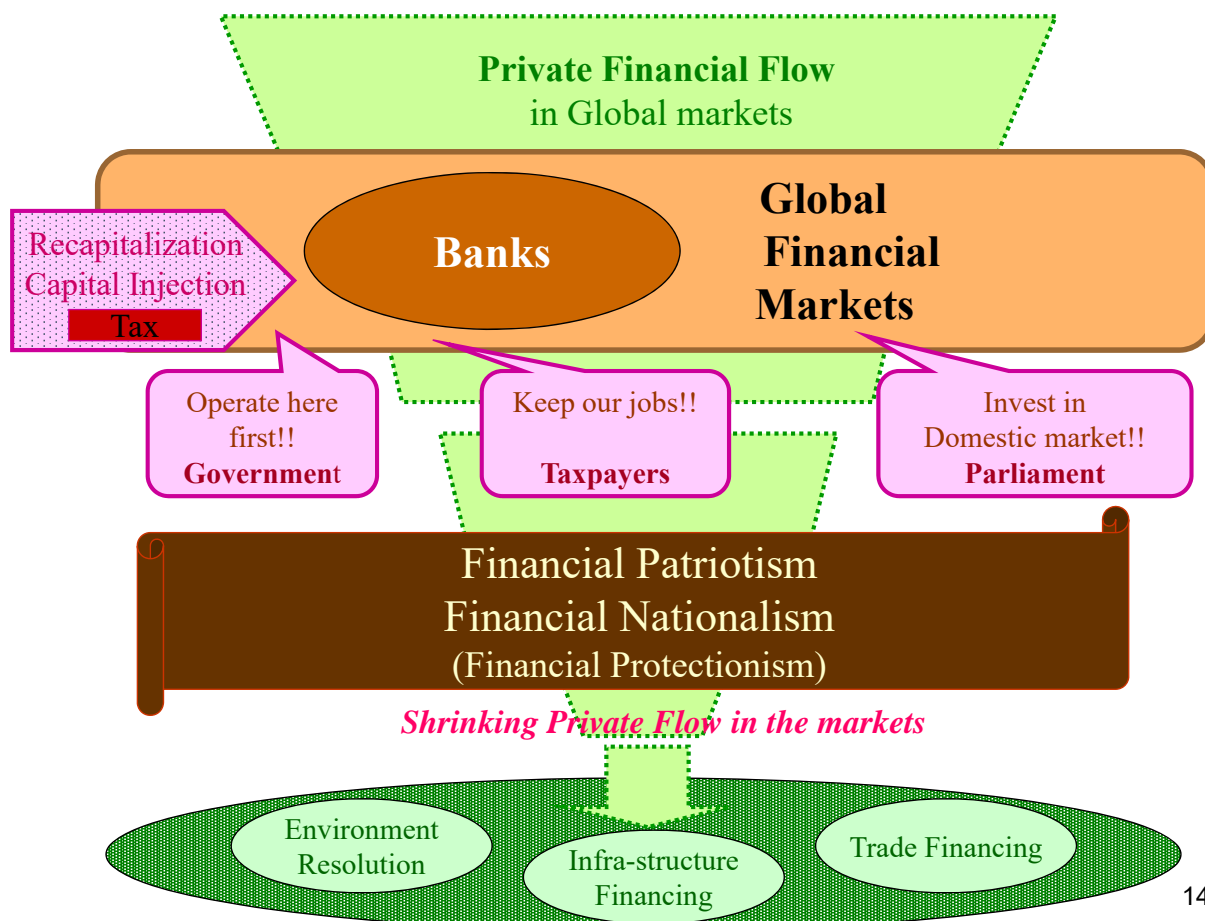 Private Financial Flow
in Global markets
Recapitalization
Capital Injection
Tax
Banks
Global
Financial
Markets
Operate here
first!!
Government
Keep our jobs!!
Taxpayers
Invest in
Domestic market!!
Parliament
Financial Patriotism
Financial Nationalism
(Financial Protectionism)
Shrinking Private Flow in the markets
Environment
Resolution
Infra-structure
Financing
Trade Financing
14